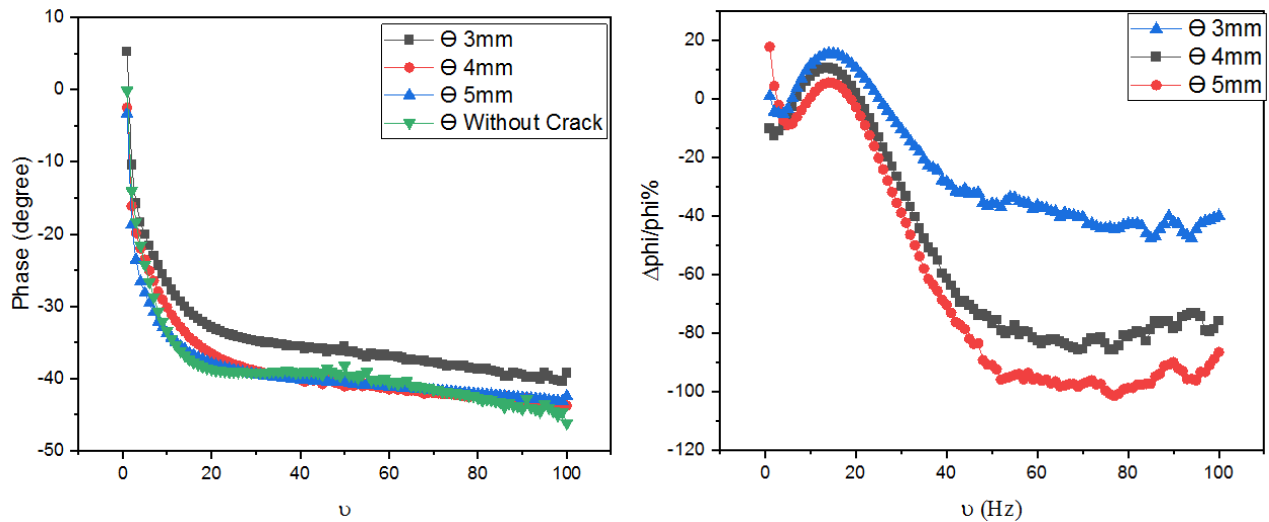 10
0
-10
-20
-30
-40
-50
Phase (degree)
0
20
40
60
80
100
υ
ϴ 3mm
ϴ 4mm
ϴ 5mm
ϴ Without Crack
20
0
-20
-40
-60
-80
-100
-120
Δphi/phi%
0
20
40
60
80
100
υ (Hz)
ϴ 3mm
ϴ 4mm
ϴ 5mm